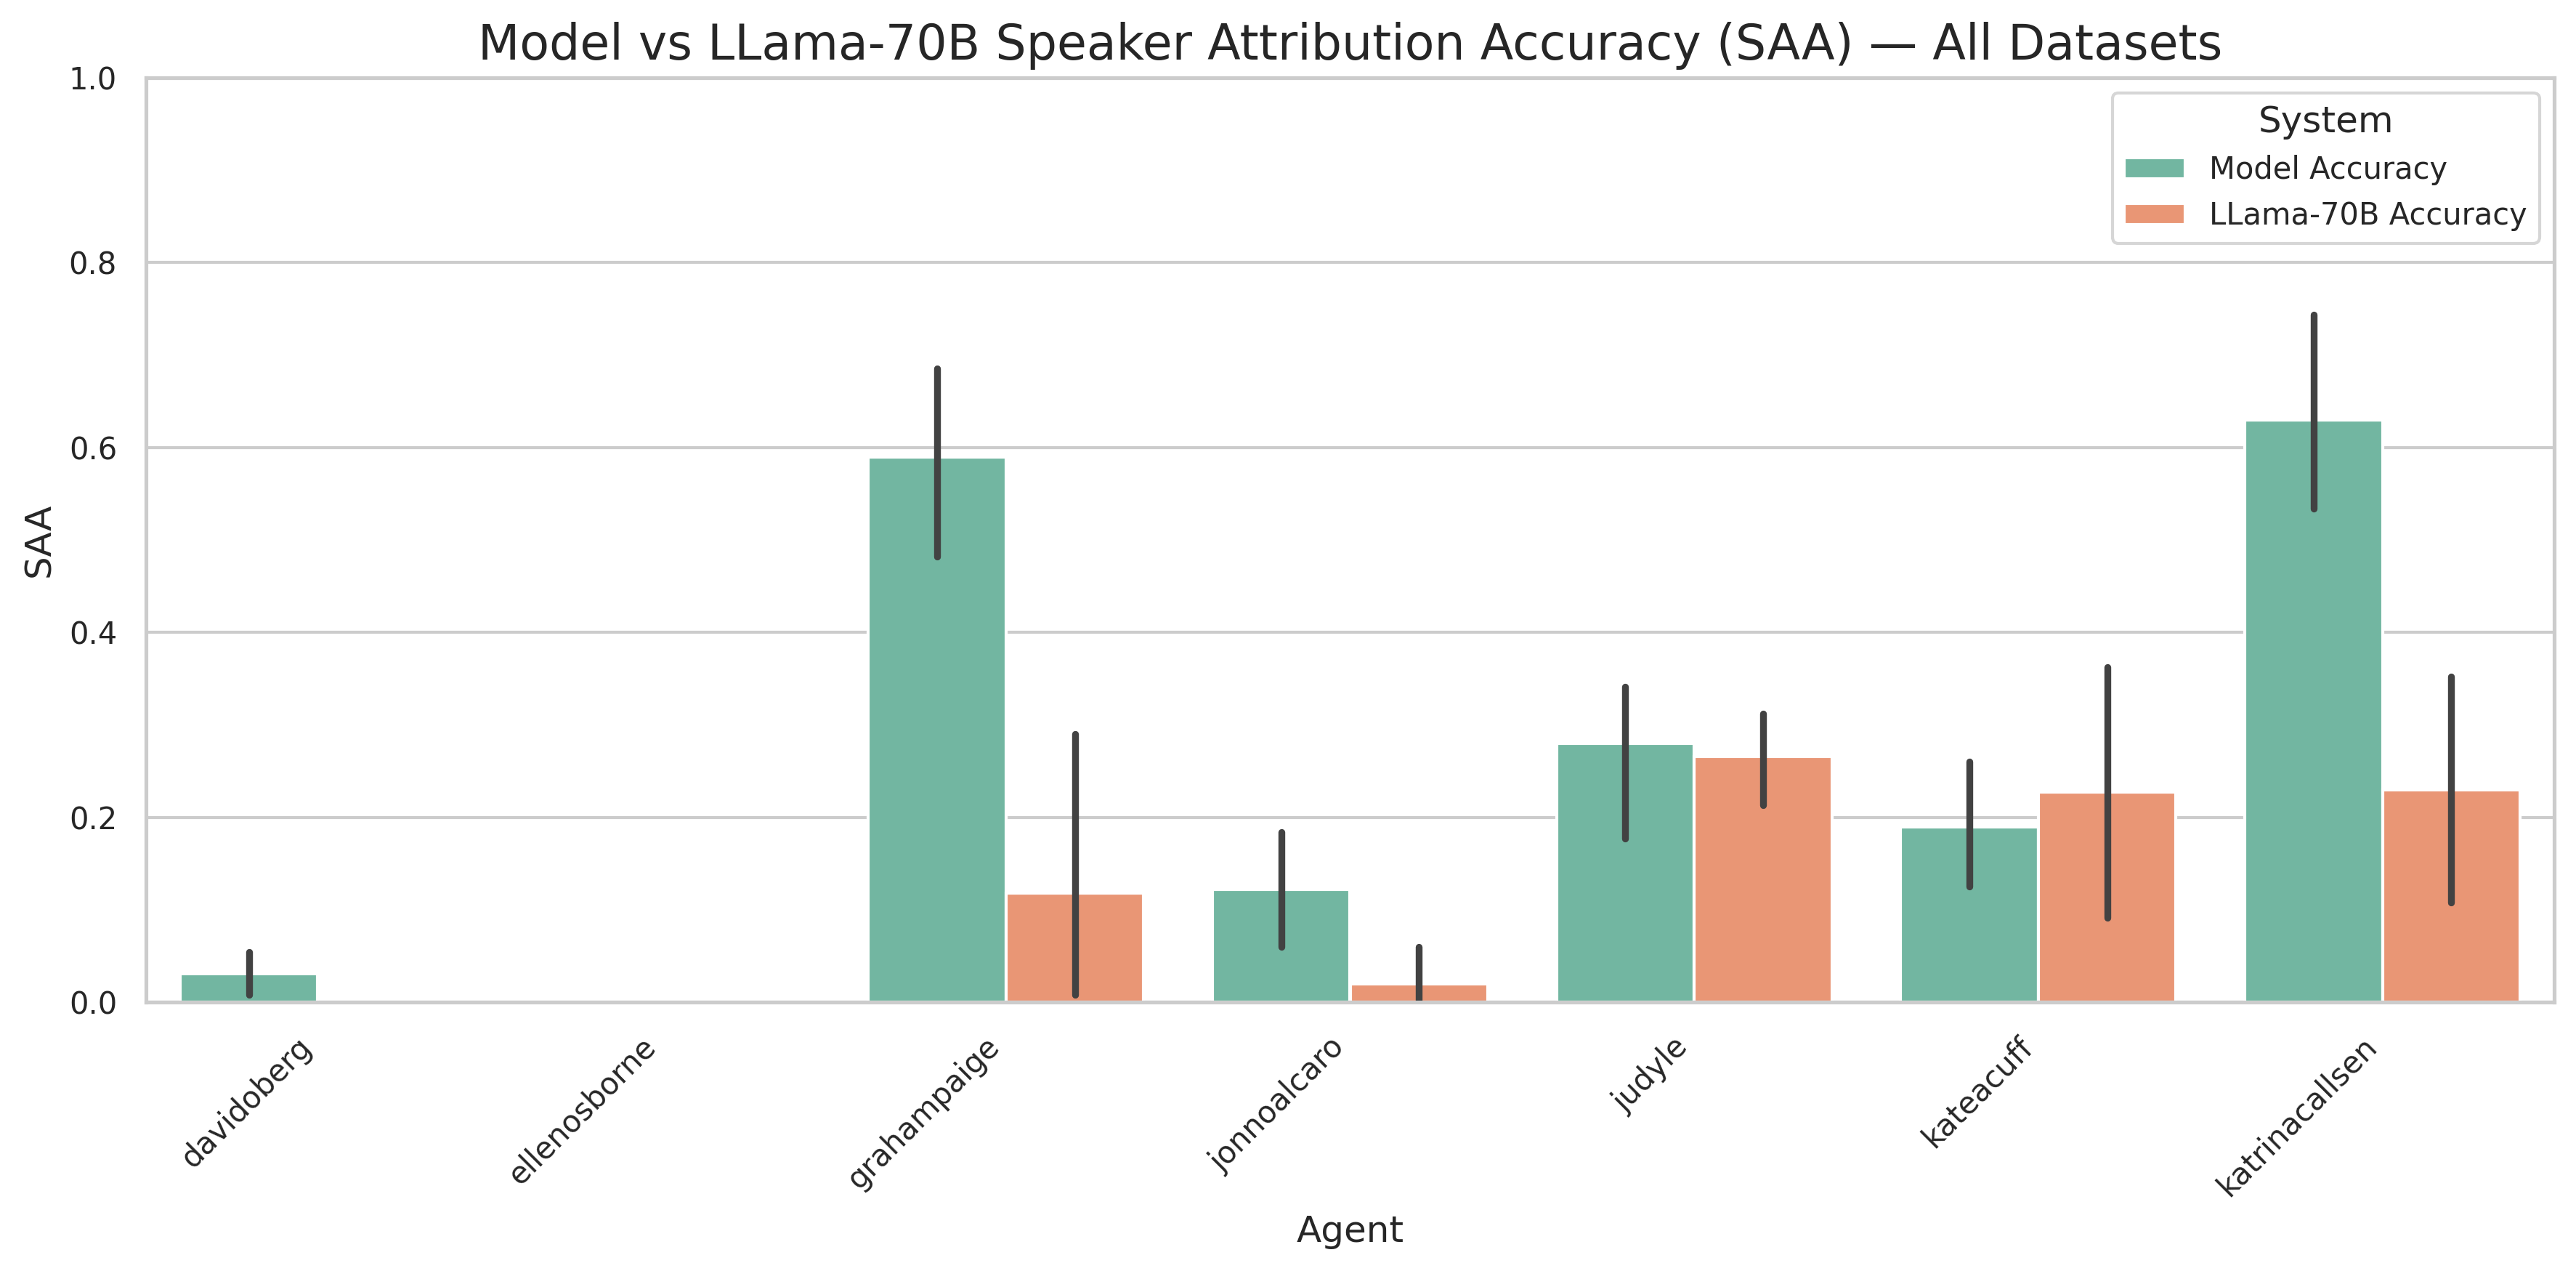 Model vs LLama-70B Speaker Attribution Accuracy (SAA) — All Datasets
System
Model Accuracy
LLama-70B Accuracy
SAA
1.0
0.8
0.6
0.4
0.2
0.0
davidoberg
ellenosborne
grahampaige
jonnoalcaro
judyle
kateacuff
katrinacallsen
Agent